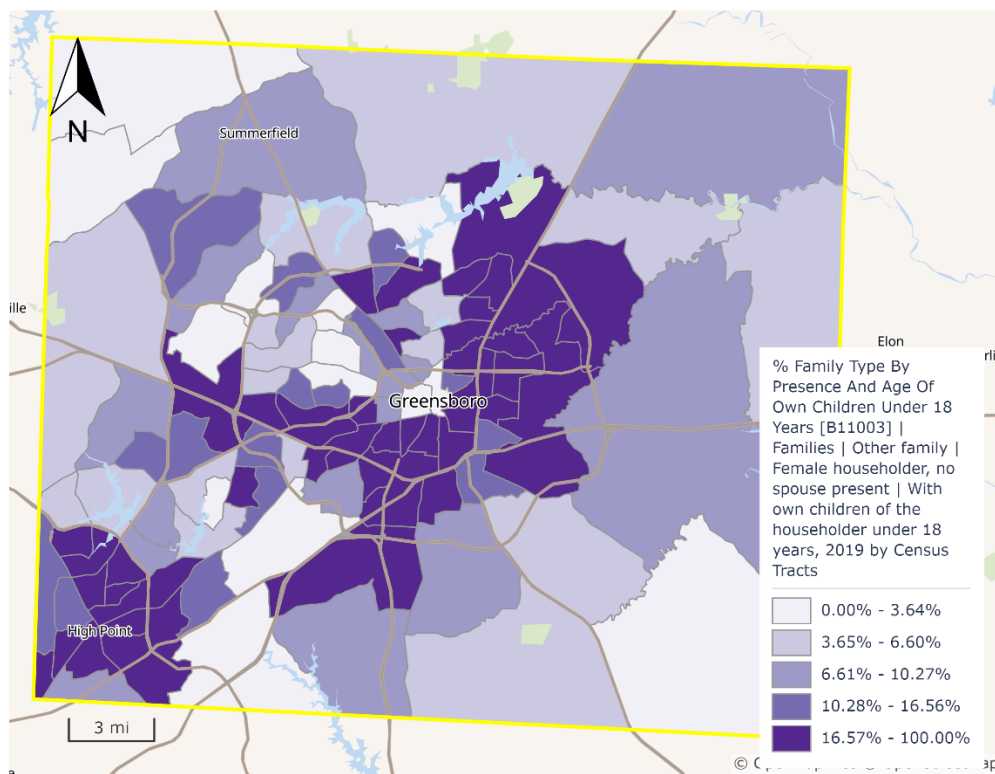 N
Summerfield
ville
Elon
Greensboro
High Point
3 mi
% Family Type By
Presence And Age Of
Own Children Under 18
Years [B11003] |
Families | Other family |
Female householder, no
spouse present | With
own children of the
householder under 18
years, 2019 by Census
Tracts
0.00% - 3.64%
3.65% - 6.60%
6.61% - 10.27%
10.28% - 16.56%
16.57% - 100.00%